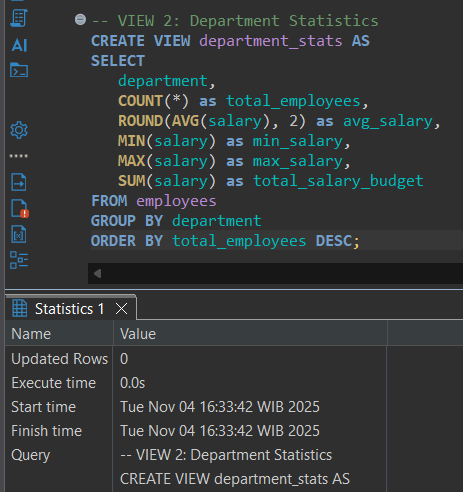 AI
-- VIEW 2: Department Statistics
CREATE VIEW department_stats AS
SELECT
department,
COUNT(*) as total_employees,
ROUND(AVG(salary), 2) as avg_salary,
MIN(salary) as min_salary,
MAX(salary) as max_salary,
SUM(salary) as total_salary_budget
FROM employees
GROUP BY department
ORDER BY total_employees DESC;
Statistics 1
Name Value
Updated Rows 0
Execute time 0.0s
Start time Tue Nov 04 16:33:42 WIB 2025
Finish time Tue Nov 04 16:33:42 WIB 2025
Query -- VIEW 2: Department Statistics
CREATE VIEW department_stats AS